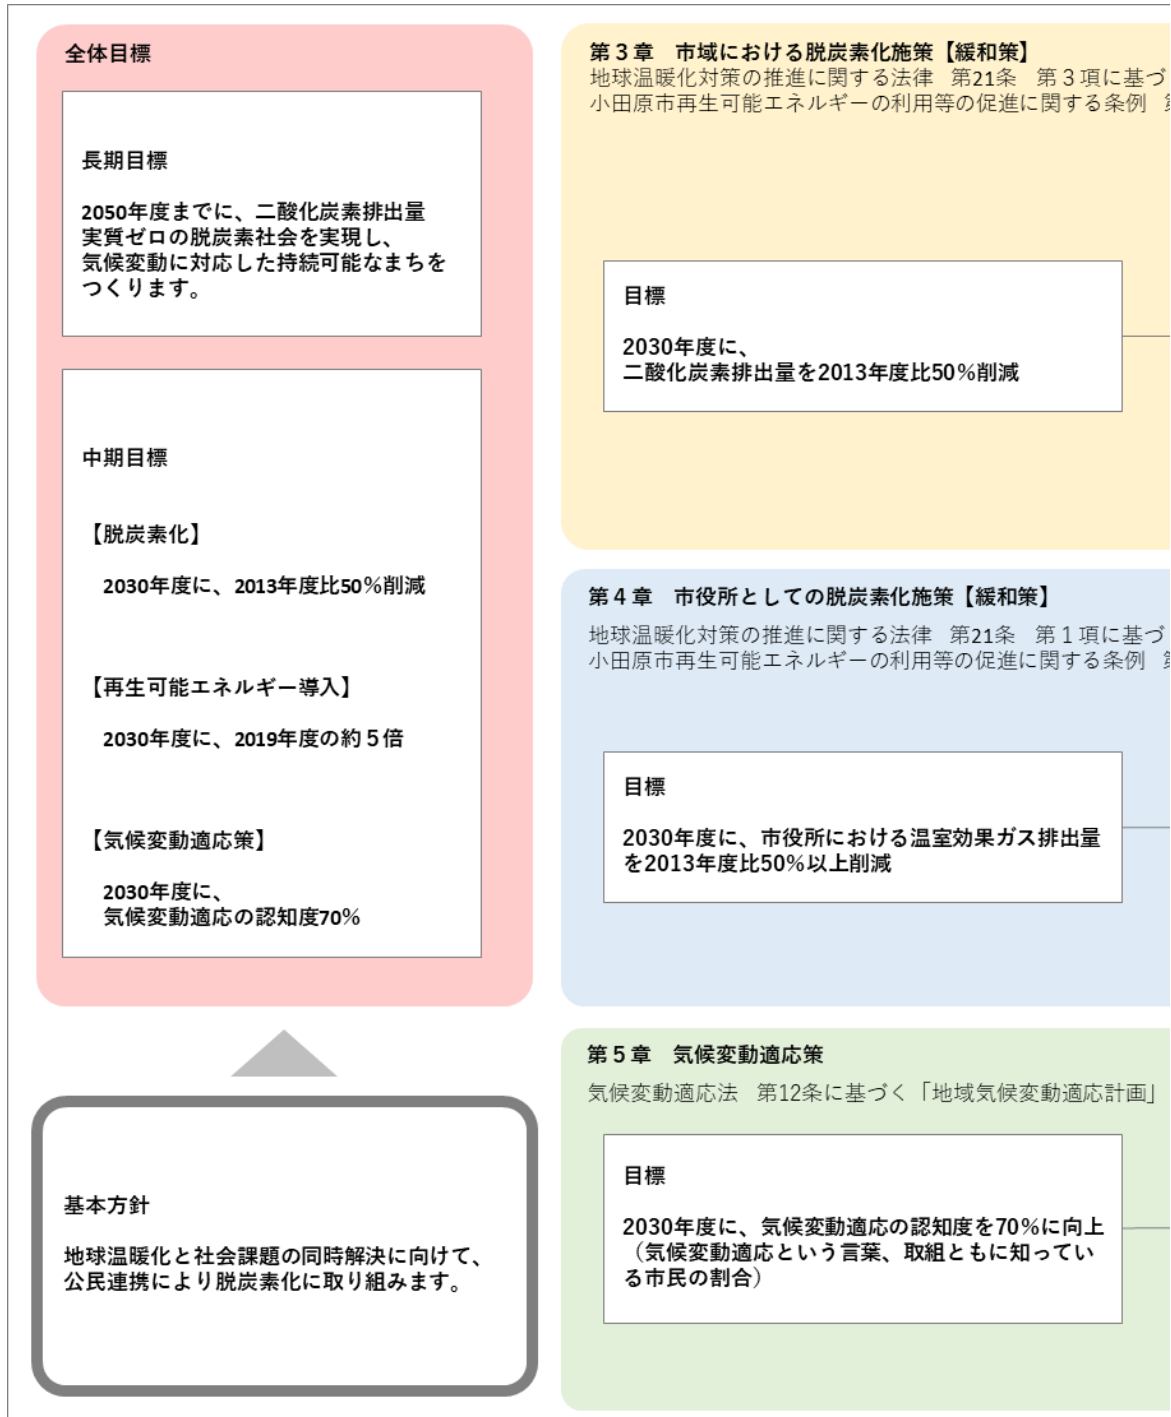 全体目標
長期目標
2050年度までに、二酸化炭素排出量
実質ゼロの脱炭素社会を実現し、
気候変動に対応した持続可能なまちを
つくります。
中期目標
【脱炭素化】
2030年度に、2013年度比50％削減
【再生可能エネルギー導入】
2030年度に、2019年度の約５倍
【気候変動適応策】
2030年度に、
気候変動適応の認知度70％
基本方針
地球温暖化と社会課題の同時解決に向けて、
公民連携により脱炭素化に取り組みます。
第３章　市域における脱炭素化施策【緩和策】
地球温暖化対策の推進に関する法律　第21条　第３項に基づ
小田原市再生可能エネルギーの利用等の促進に関する条例
目標
2030年度に、
二酸化炭素排出量を2013年度比50％削減
第４章　市役所としての脱炭素化施策【緩和策】
地球温暖化対策の推進に関する法律　第21条　第１項に基づ
小田原市再生可能エネルギーの利用等の促進に関する条例
目標
2030年度に、市役所における温室効果ガス排出量
を2013年度比50％以上削減
第５章　気候変動適応策
気候変動適応法　第12条に基づく「地域気候変動適応計画」
目標
2030年度に、気候変動適応の認知度を70％に向上
（気候変動適応という言葉、取組ともに知ってい
る市民の割合）